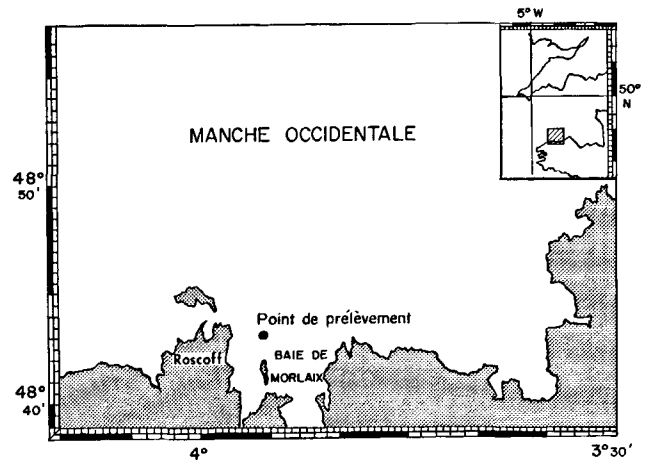 5° W
50°
N
MANCHE OCCIDENTALE
48°
50'
Point de prélèvement
Roscoff
BAIE DE
MORLAIX
48°
40'
4°
3° 30'